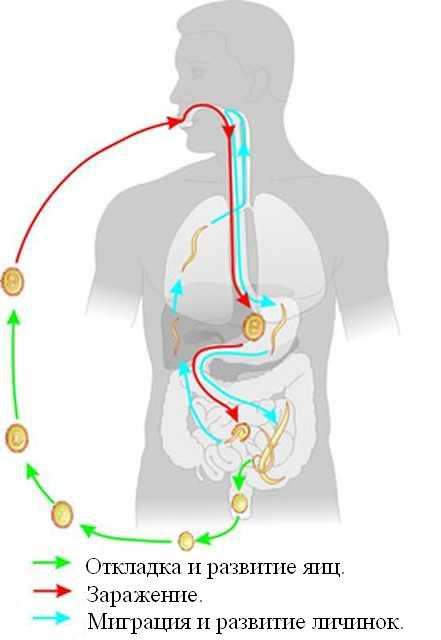 Откладка и развитие яиц.
Заражение.
Миграция и развитие личинок.